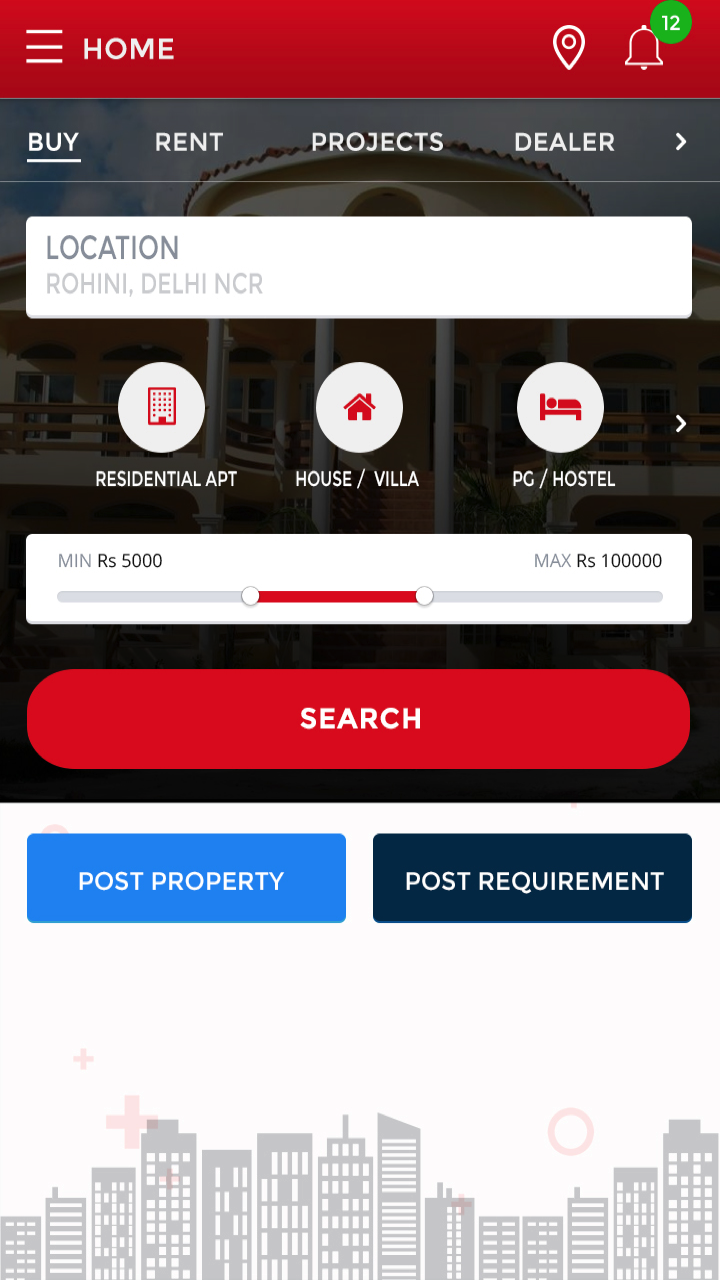 HOME
12
BUY RENT PROJECTS DEALER
LOCATION
ROHINI, DELHI NCR
RESIDENTIAL APT HOUSE / VILLA PG / HOSTEL
MIN Rs 5000 MAX Rs 100000
SEARCH
POST PROPERTY POST REQUIREMENT